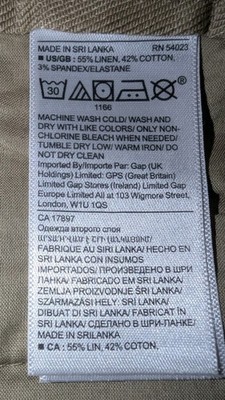 MADE IN SRI LANKA RN 54023
■ US/GB : 55% LINEN, 42% COTTON,
3% SPANDEX/ELASTANE
30
1166
MACHINE WASH COLD/ WASH AND
DRY WITH LIKE COLORS/ ONLY NON-
CHLORINE BLEACH WHEN NEEDED/
TUMBLE DRY LOW/ WARM IRON/ DO
NOT DRY CLEAN
Imported By/Importe Par: Gap (UK
Holdings) Limited: GPS (Great Britain)
Limited Gap Stores (Ireland) Limited Gap
Europe Limited All at 103 Wigmore Street,
London, W1U 1QS
CA 17897
Одежда второго слоя
FABRIQUE AU SRI LANKA/ HECHO EN
SRI LANKA CON INSUMOS
IMPORTADOS/ ПРОИЗВЕДЕНО В ШРИ
ЛАНКА/ FABBRICATO IN SRI LANKA/
ZEMLJA PROIZVODNJE ŠRI LANKA/
SZÁRMAZÁSI HELY: SRI LANKA/
DIBUAT DI SRI LANKA/ FABRICAT ÎN
SRI LANKA/ СДЕЛАНО В ШРИ-ЛАНКЕ/
MADE IN SRILANKA
■ CA : 55% LIN, 42% COTON,